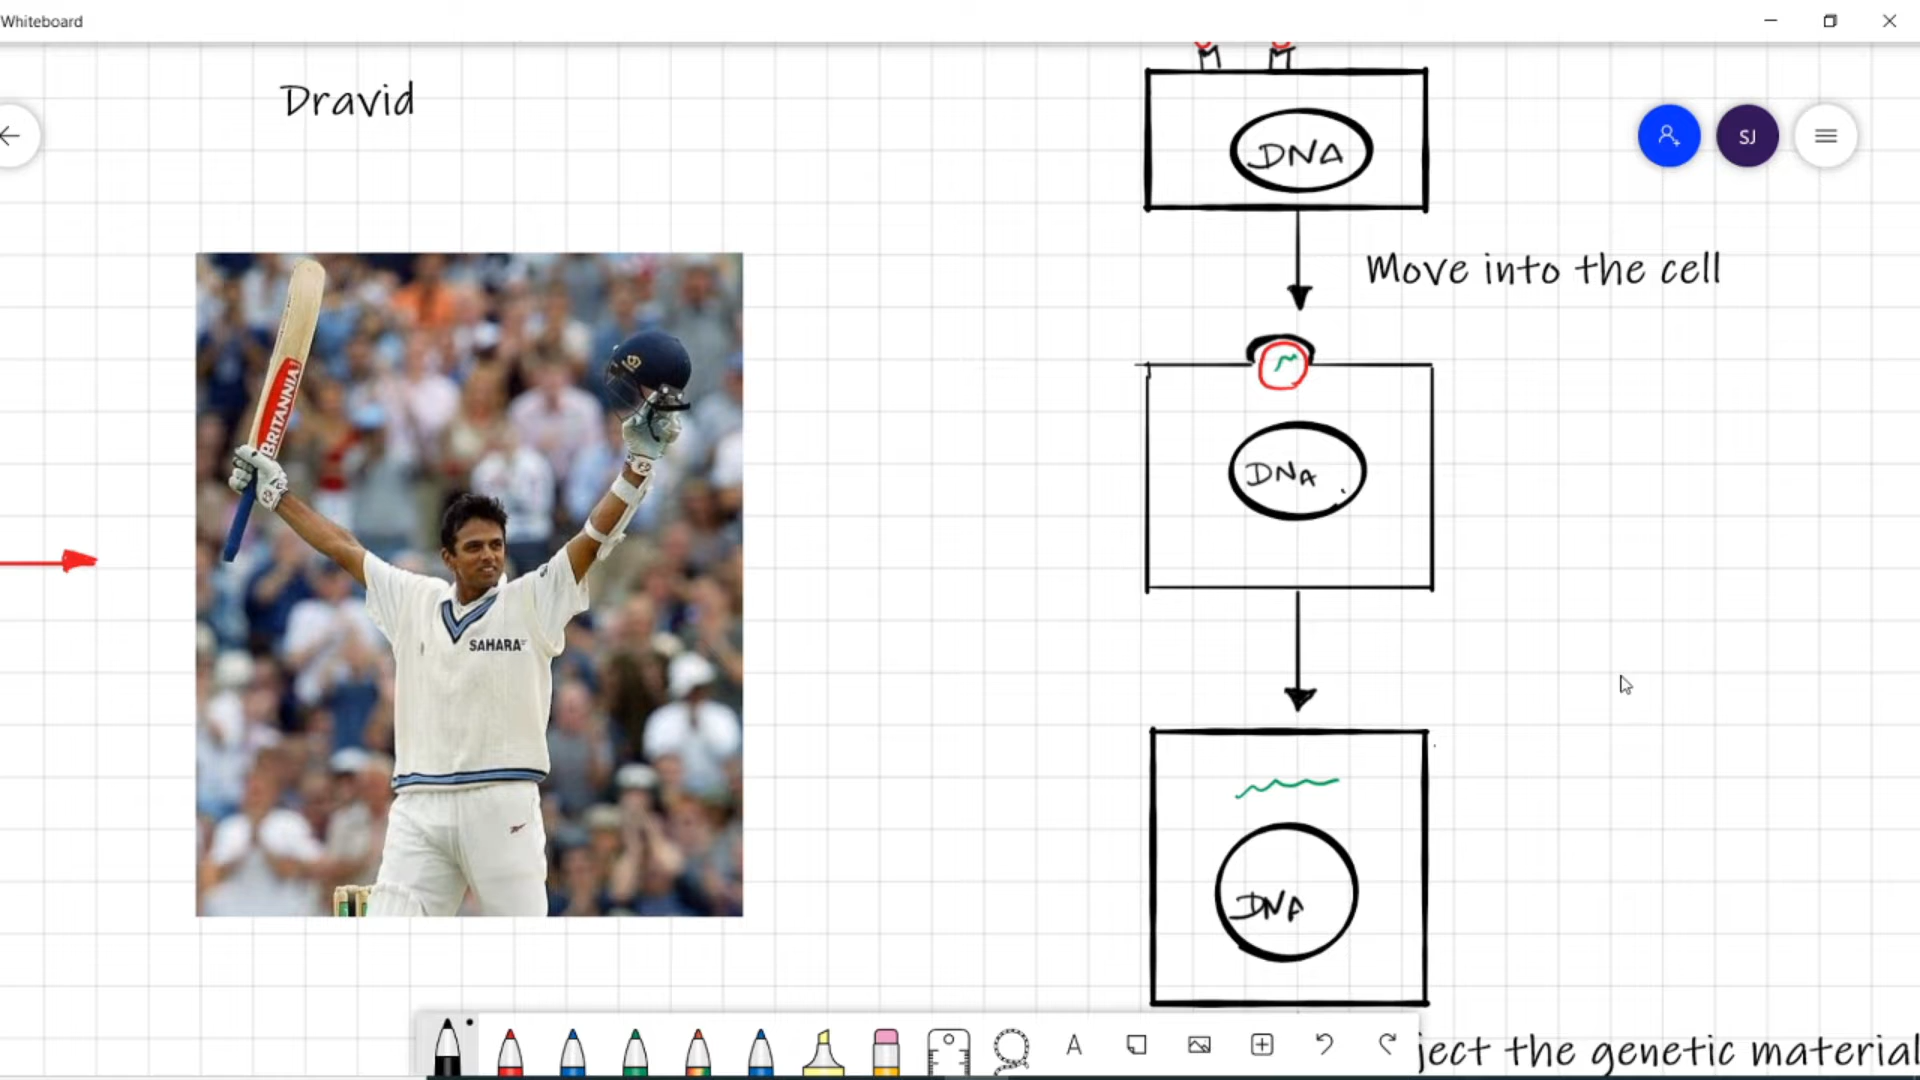 Whiteboard
Dravid
DNA
SJ
Move into the cell
BRITANNIA
DNA
SAHARA
DNA
A
ject the genetic material